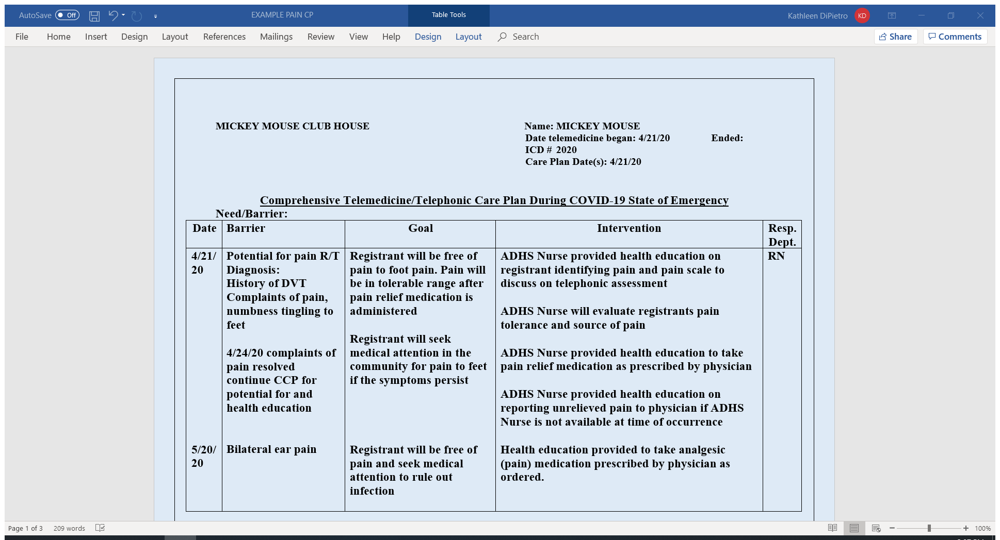 AutoSave Off EXAMPLE PAIN CP Table Tools Kathleen DiPietro KD
File Home Insert Design Layout References Mailings Review View Help Design Layout Search Share Comments
MICKEY MOUSE CLUB HOUSE Name: MICKEY MOUSE
Date telemedicine began: 4/21/20 Ended:
ICD # 2020
Care Plan Date(s): 4/21/20
Comprehensive Telemedicine/Telephonic Care Plan During COVID-19 State of Emergency
Need/Barrier:
Date Barrier Goal Intervention Resp.
Dept.
4/21/
20
Potential for pain R/T
Diagnosis:
History of DVT
Complaints of pain,
numbness tingling to
feet
4/24/20 complaints of
pain resolved
continue CCP for
potential for and
health education
Registrant will be free of
pain to foot pain. Pain will
be in tolerable range after
pain relief medication is
administered
Registrant will seek
medical attention in the
community for pain to feet
if the symptoms persist
ADHS Nurse provided health education on
registrant identifying pain and pain scale to
discuss on telephonic assessment
ADHS Nurse will evaluate registrants pain
tolerance and source of pain
ADHS Nurse provided health education to take
pain relief medication as prescribed by physician
ADHS Nurse provided health education on
reporting unrelieved pain to physician if ADHS
Nurse is not available at time of occurrence
RN
5/20/
20
Bilateral ear pain
Registrant will be free of
pain and seek medical
attention to rule out
infection
Health education provided to take analgesic
(pain) medication prescribed by physician as
ordered.
Page 1 of 3 209 words 100%